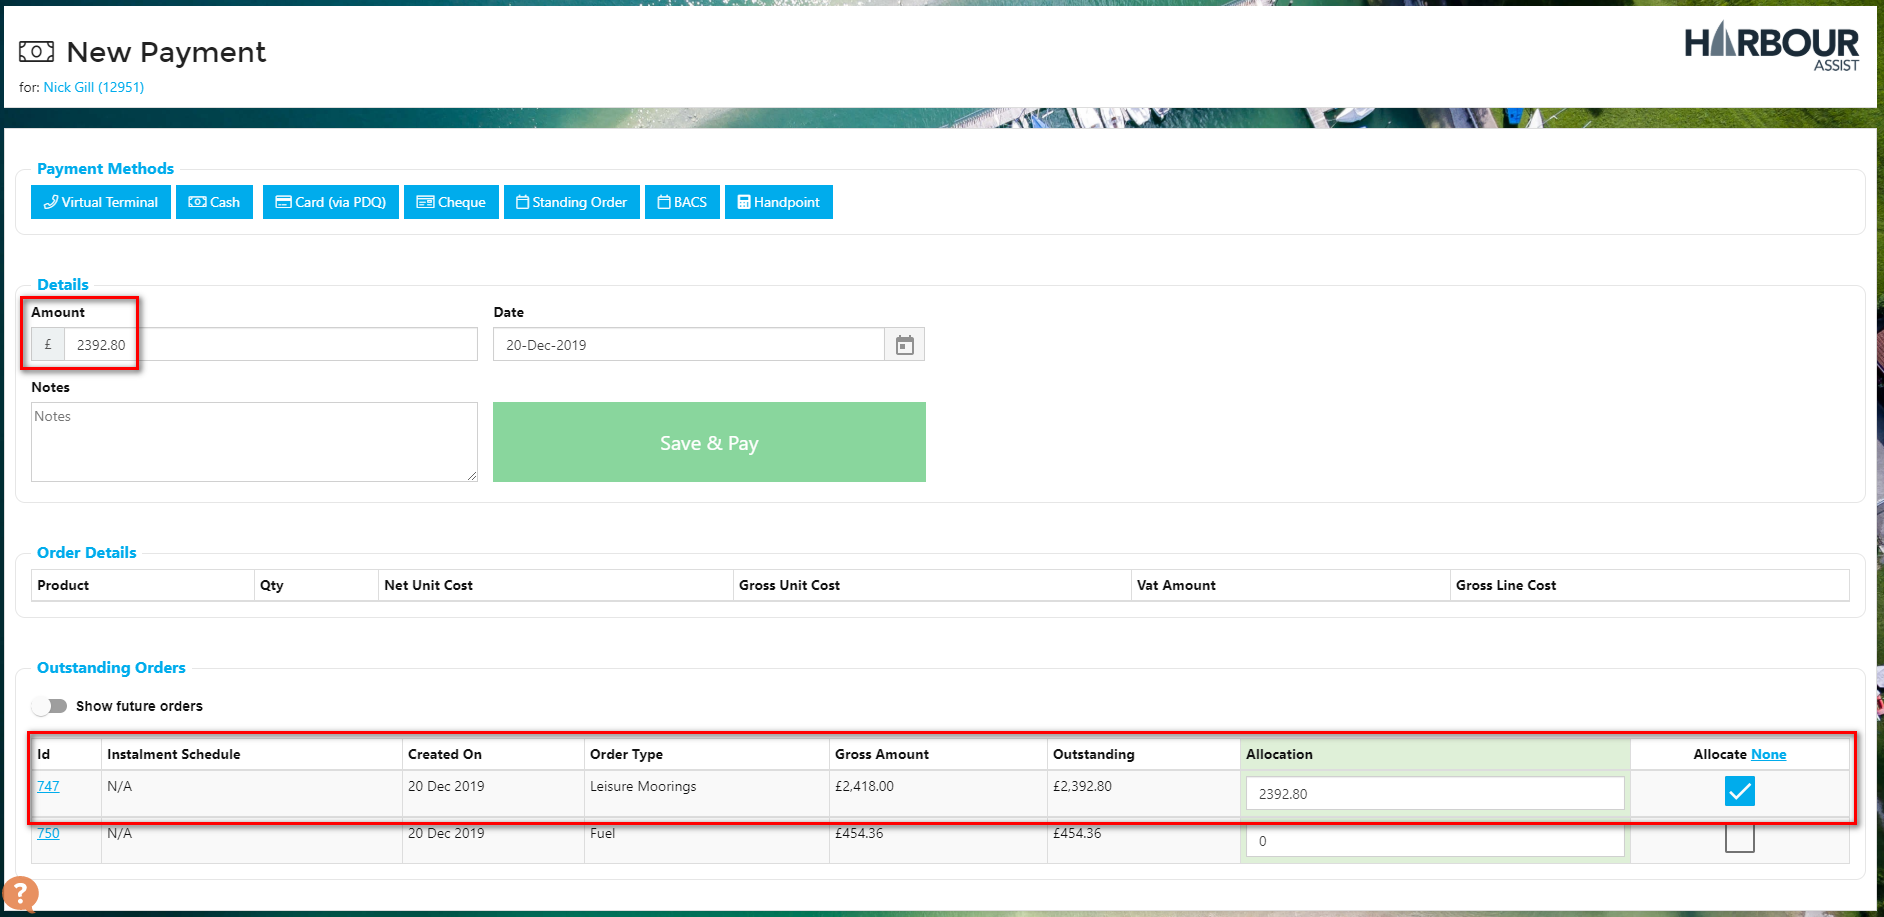 New Payment
HARBOUR
ASSIST
for: Nick Gill (12951)
Payment Methods
Virtual Terminal Cash Card (via PDQ) Cheque Standing Order BACS Handpoint
Details
Amount Date
£ 2392.80 20-Dec-2019
Notes
Notes
Save & Pay
Order Details
Product Qty Net Unit Cost Gross Unit Cost Vat Amount Gross Line Cost
Outstanding Orders
Show future orders
Id Instalment Schedule Created On Order Type Gross Amount Outstanding Allocation Allocate None
747 N/A 20 Dec 2019 Leisure Moorings £2,418.00 £2,392.80 2392.80
750 N/A 20 Dec 2019 Fuel £454.36 £454.36 0
?